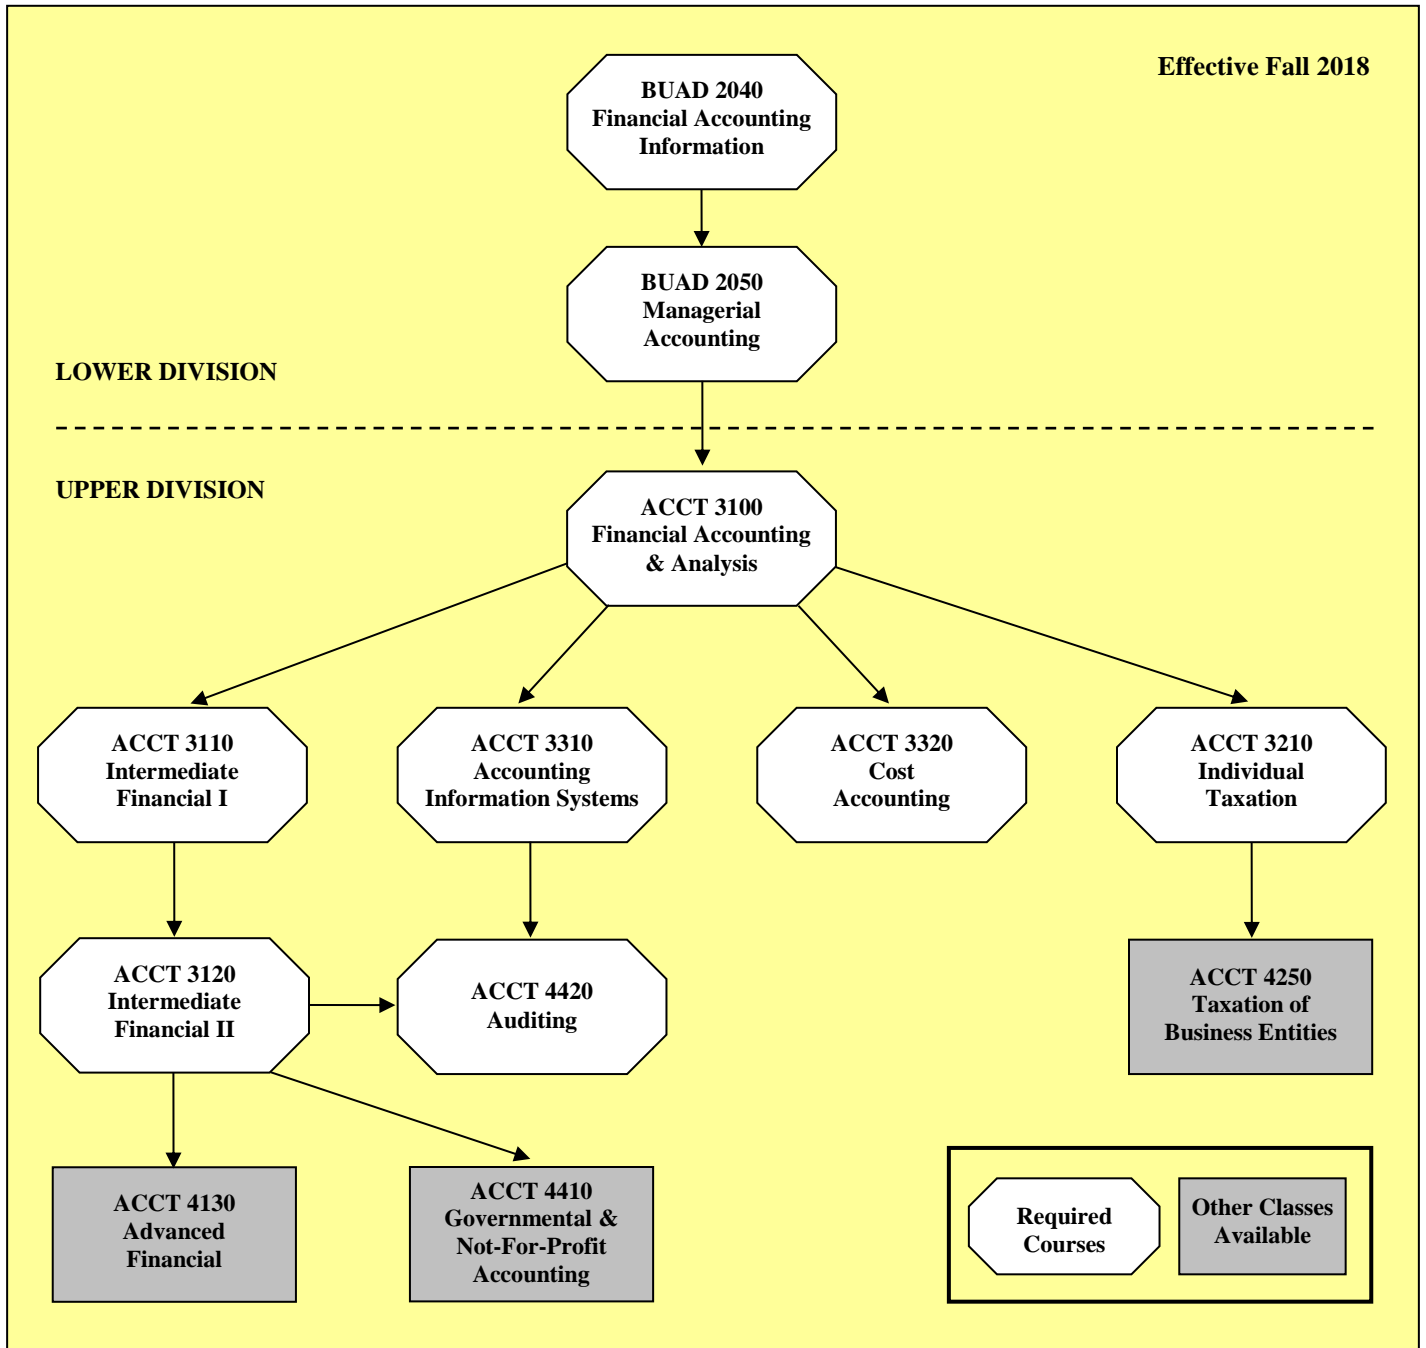 Effective Fall 2018
BUAD 2040
Financial Accounting
Information
BUAD 2050
Managerial
Accounting
LOWER DIVISION
UPPER DIVISION
ACCT 3100
Financial Accounting
& Analysis
ACCT 3110
Intermediate
Financial I
ACCT 3310
Accounting
Information Systems
ACCT 3320
Cost
Accounting
ACCT 3210
Individual
Taxation
ACCT 3120
Intermediate
Financial II
ACCT 4420
Auditing
ACCT 4250
Taxation of
Business Entities
ACCT 4130
Advanced
Financial
ACCT 4410
Governmental &
Not-For-Profit
Accounting
Required
Courses
Other Classes
Available